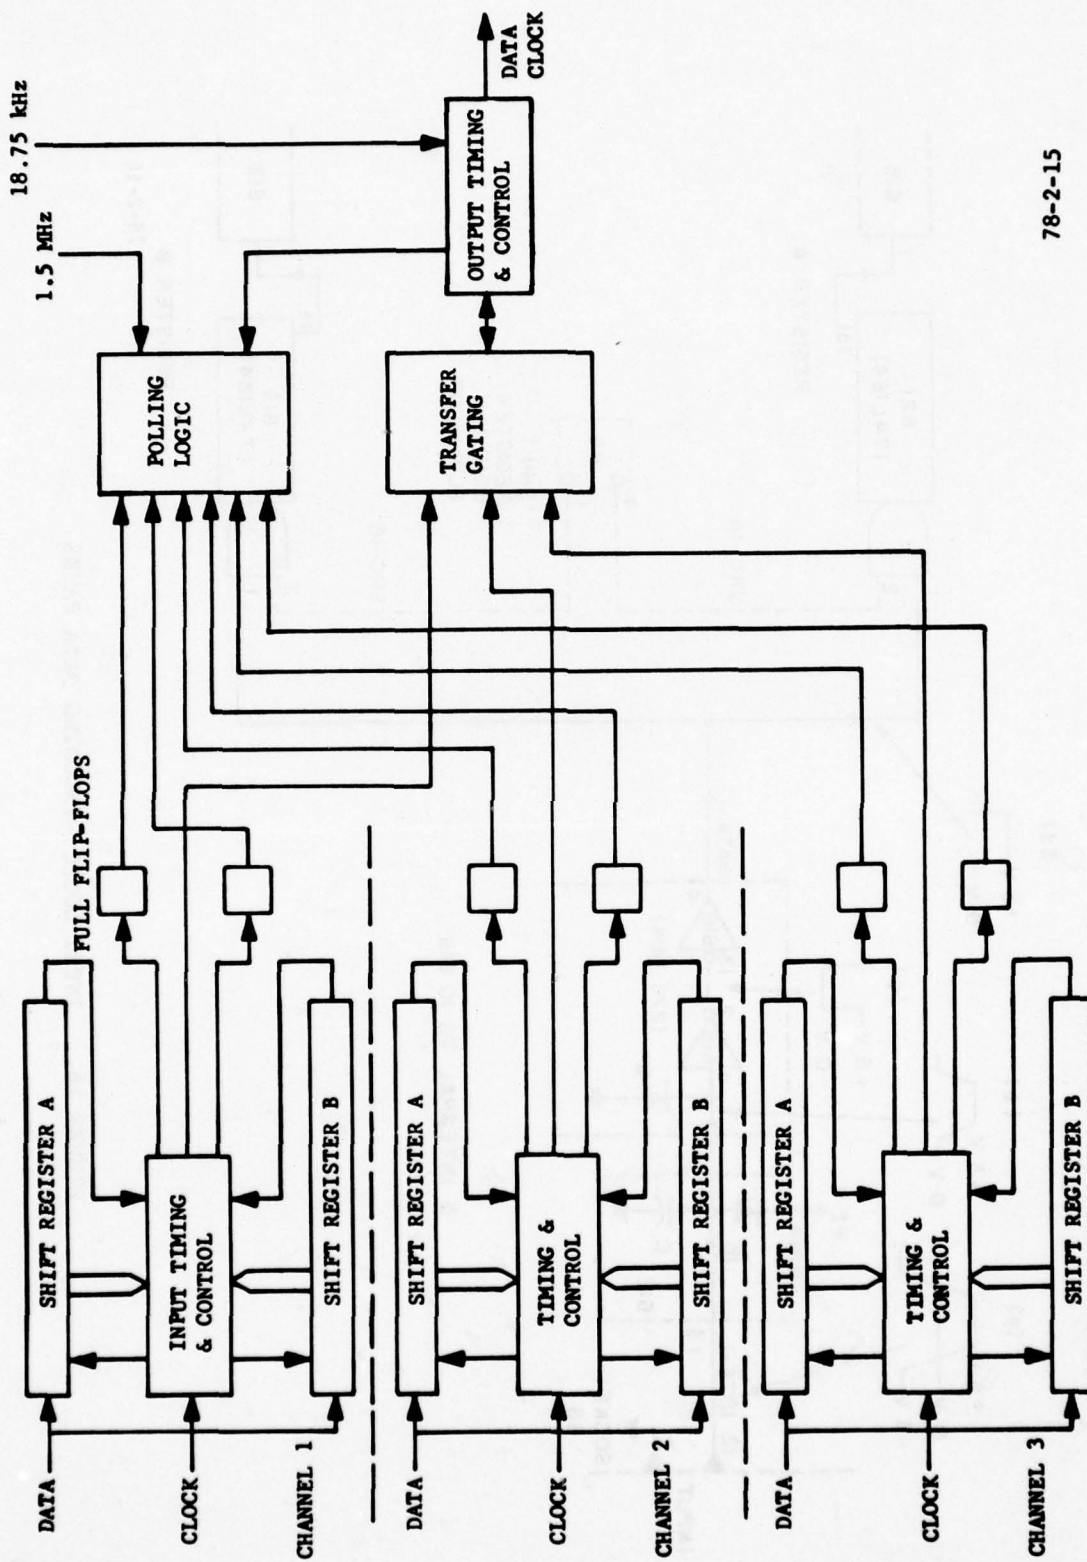 18.75 kHz
1.5 MHz
POLLING
LOGIC
TRANSFER
GATING
OUTPUT TIMING
& CONTROL
DATA
CLOCK
FULL FLIP-FLOPS
DATA
CLOCK
CHANNEL 1
SHIFT REGISTER A
INPUT TIMING
& CONTROL
SHIFT REGISTER B
DATA
CLOCK
CHANNEL 2
SHIFT REGISTER A
TIMING &
CONTROL
SHIFT REGISTER B
DATA
CLOCK
CHANNEL 3
SHIFT REGISTER A
TIMING &
CONTROL
SHIFT REGISTER B
78-2-15